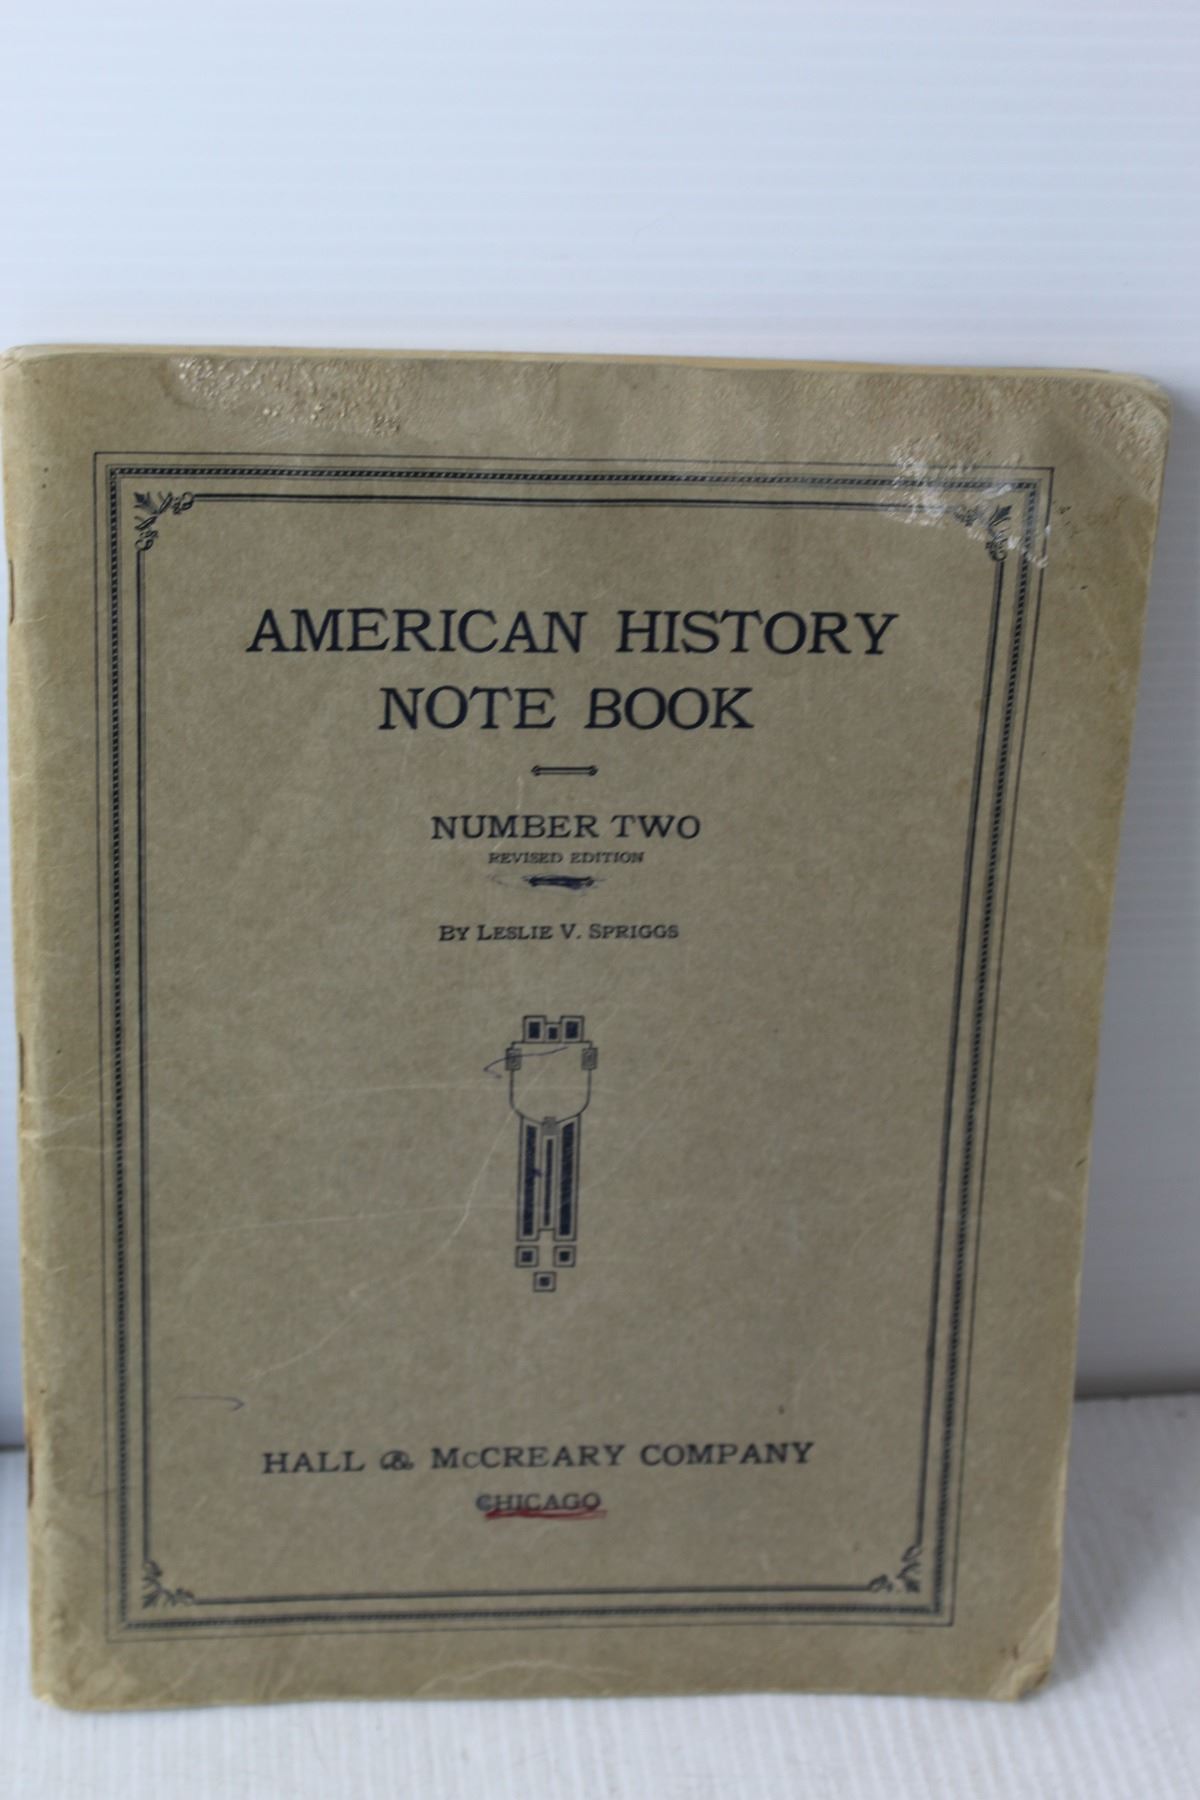 AMERICAN HISTORY
NOTE BOOK
NUMBER TWO
REVISED EDITION
BY LESLIE V. SPRIGGS
HALL & McCREARY COMPANY
CHICAGO